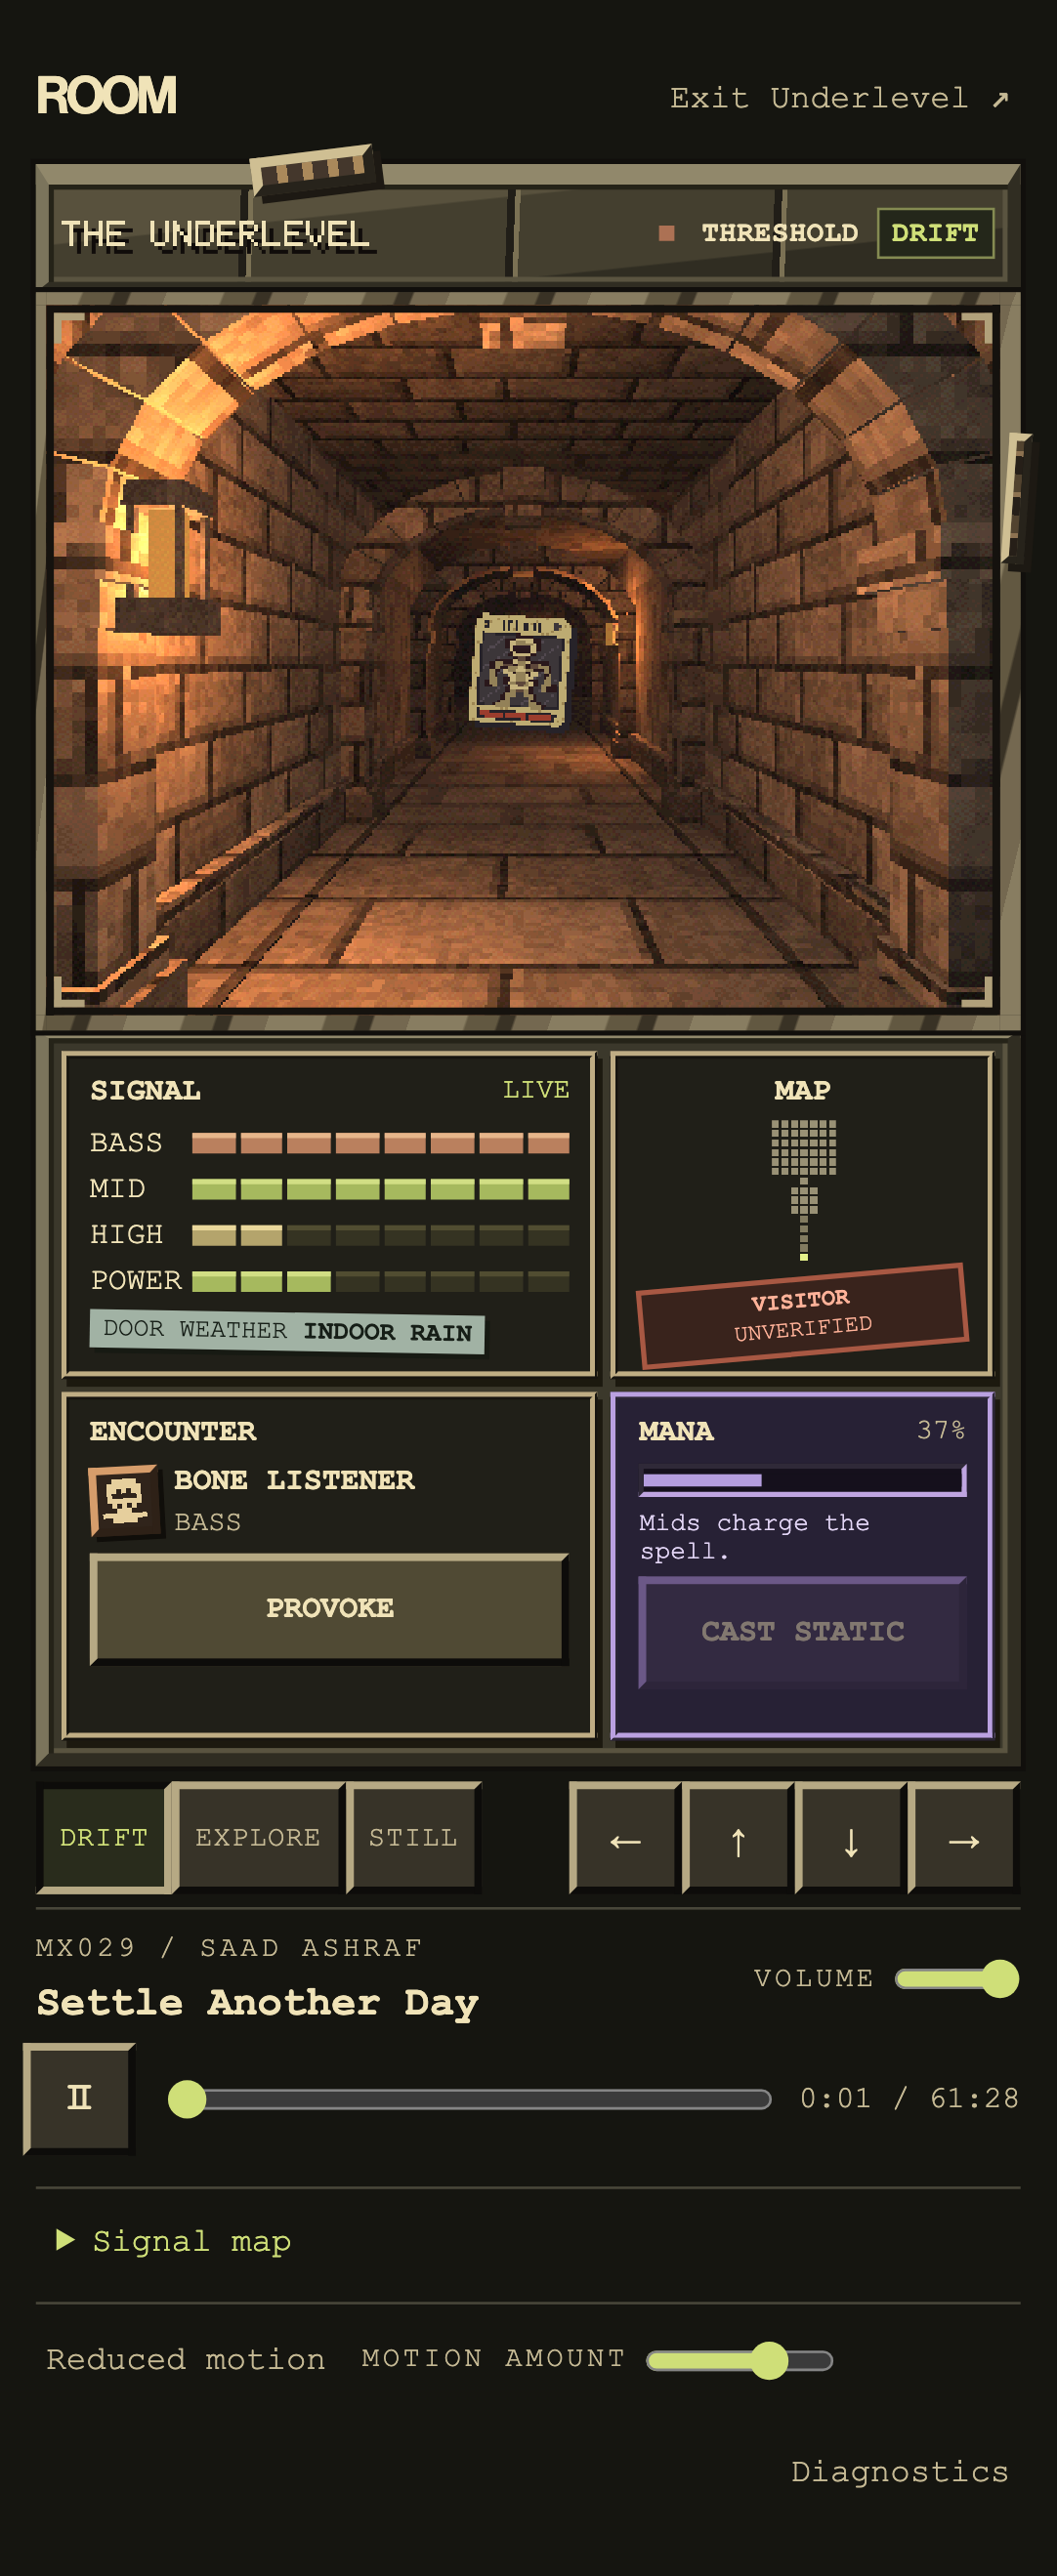 ROOM
Exit Underlevel ↗
THE UNDERLEVEL
THRESHOLD
DRIFT
SIGNAL
LIVE
BASS
MID
HIGH
POWER
DOOR WEATHER INDOOR RAIN
MAP
VISITOR
UNVERIFIED
ENCOUNTER
BONE LISTENER
BASS
PROVOKE
MANA
37%
Mids charge the
spell.
CAST STATIC
DRIFT
EXPLORE
STILL
←
↑
↓
→
MX029 / SAAD ASHRAF
Settle Another Day
VOLUME
0:01 / 61:28
Signal map
Reduced motion
MOTION AMOUNT
Diagnostics